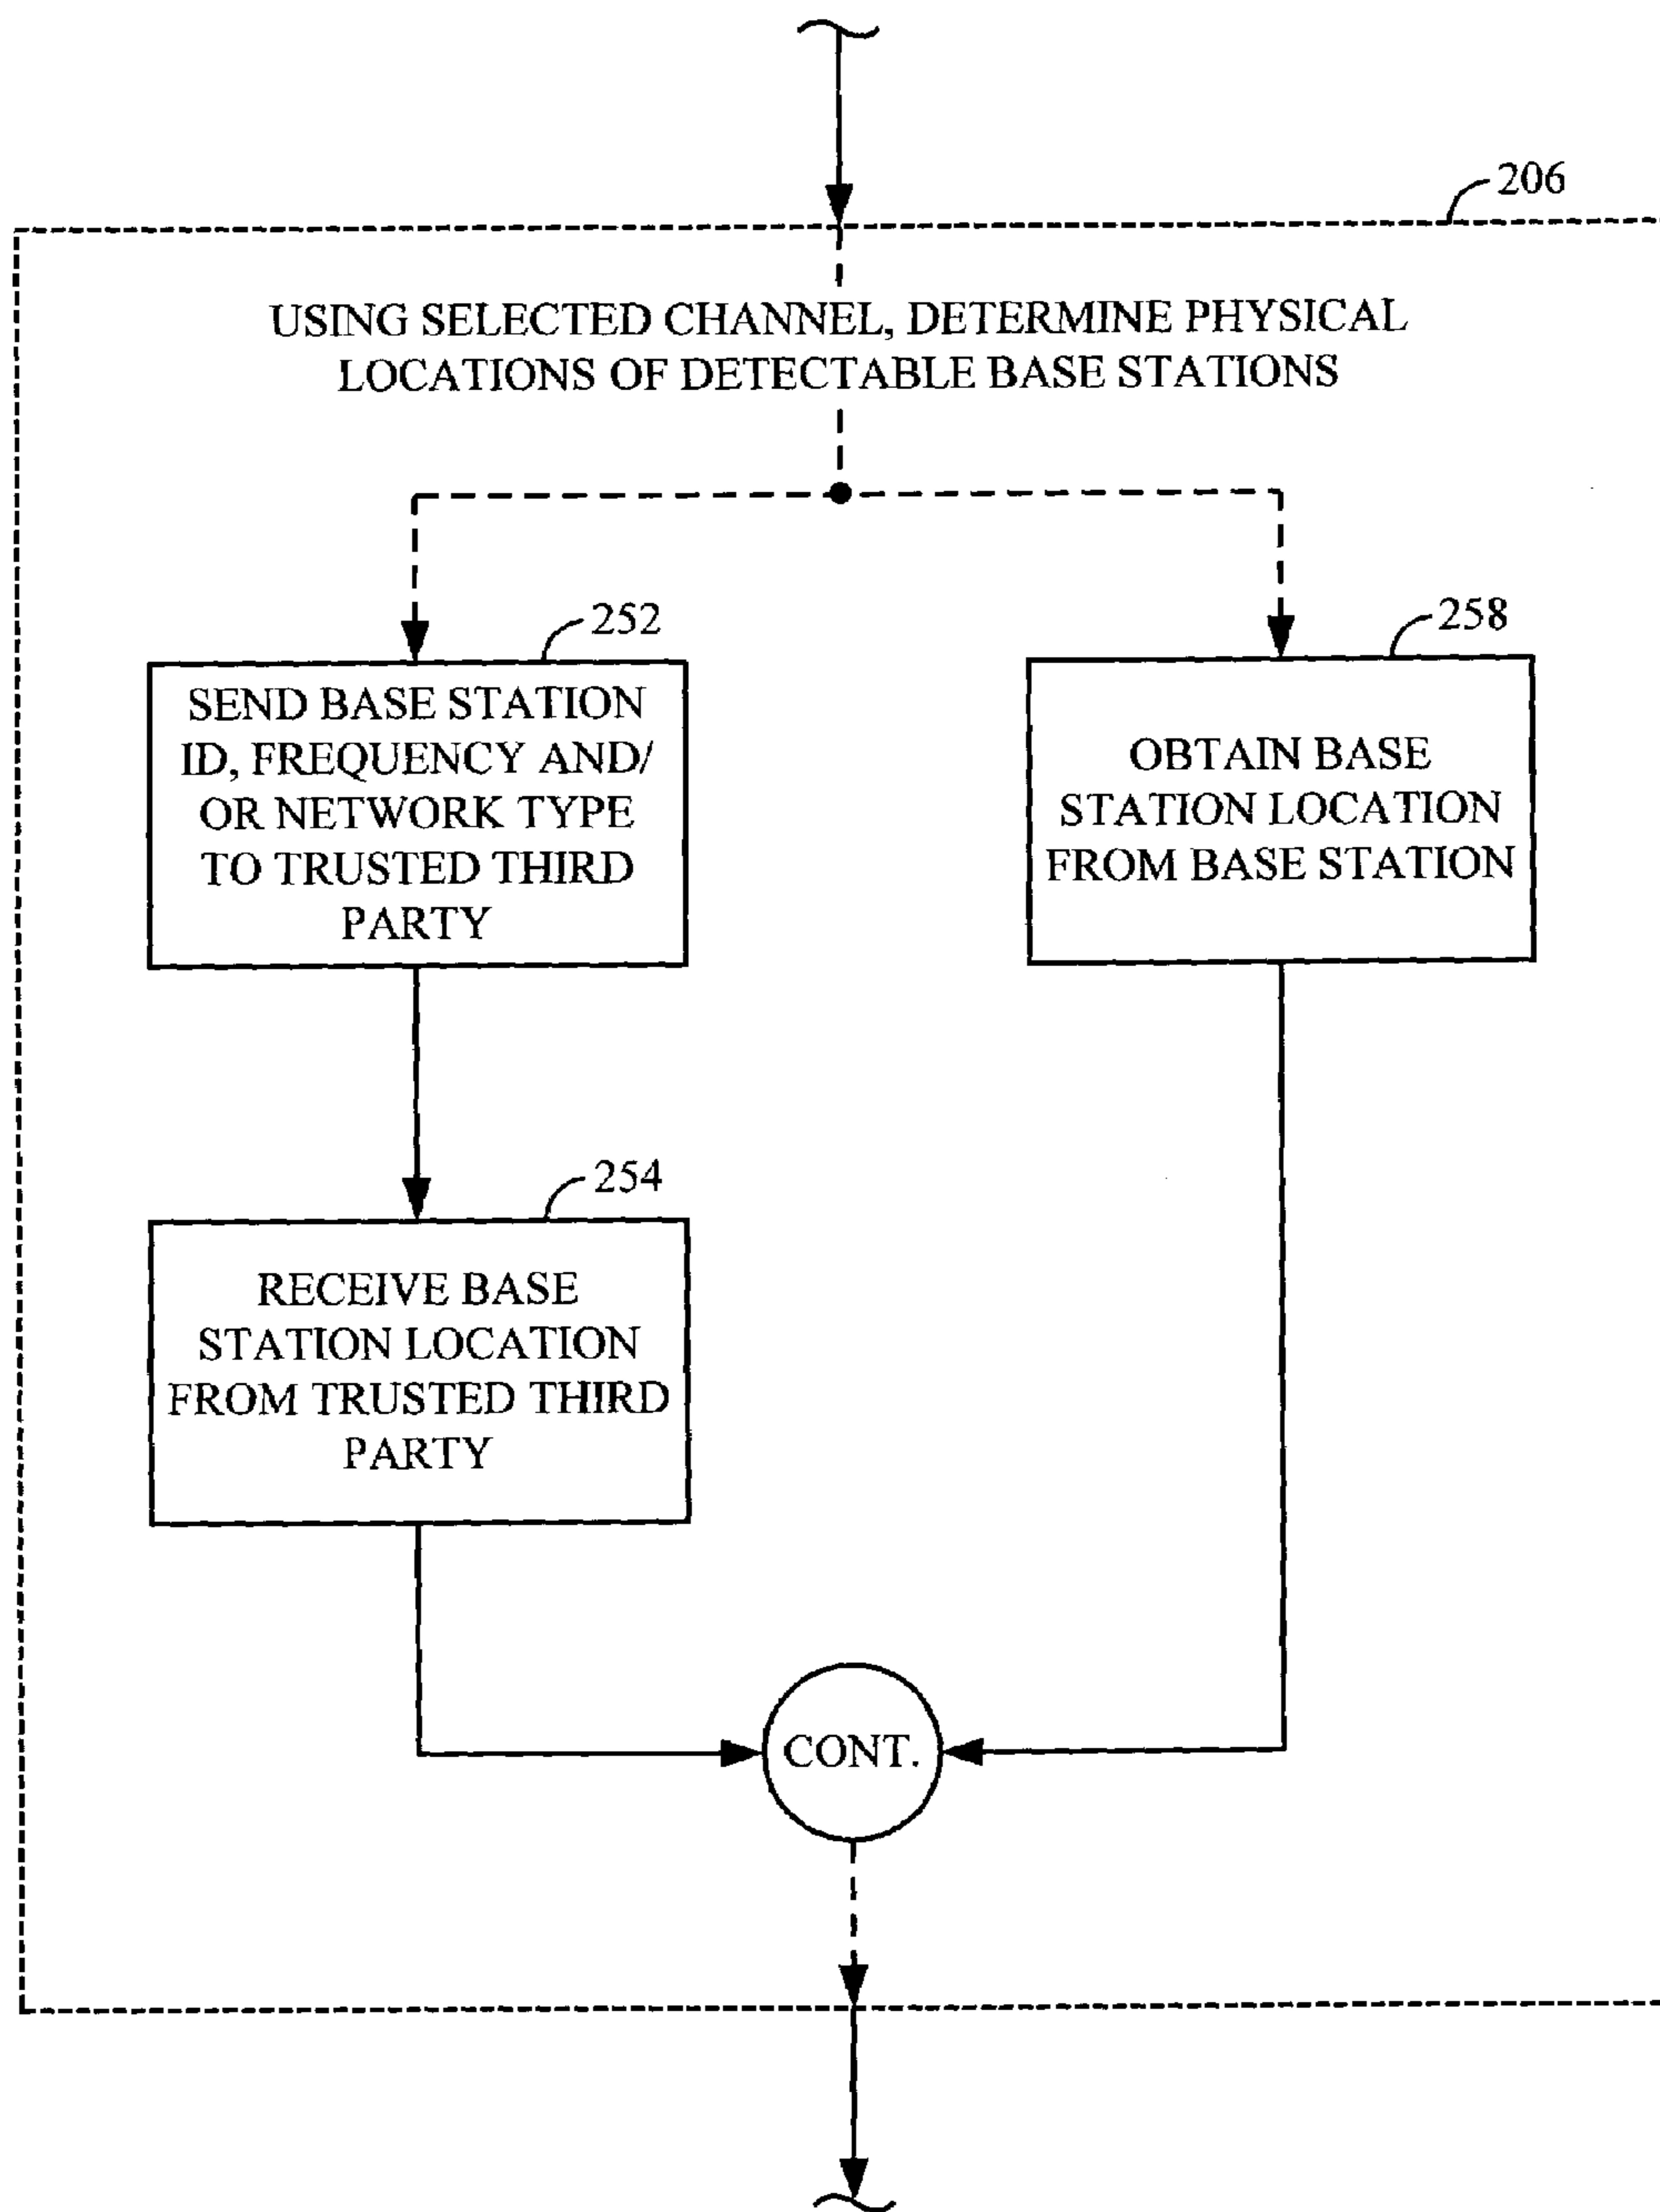 206
USING SELECTED CHANNEL, DETERMINE PHYSICAL
LOCATIONS OF DETECTABLE BASE STATIONS
252
SEND BASE STATION
ID, FREQUENCY AND/
OR NETWORK TYPE
TO TRUSTED THIRD
PARTY
258
OBTAIN BASE
STATION LOCATION
FROM BASE STATION
254
RECEIVE BASE
STATION LOCATION
FROM TRUSTED THIRD
PARTY
CONT.